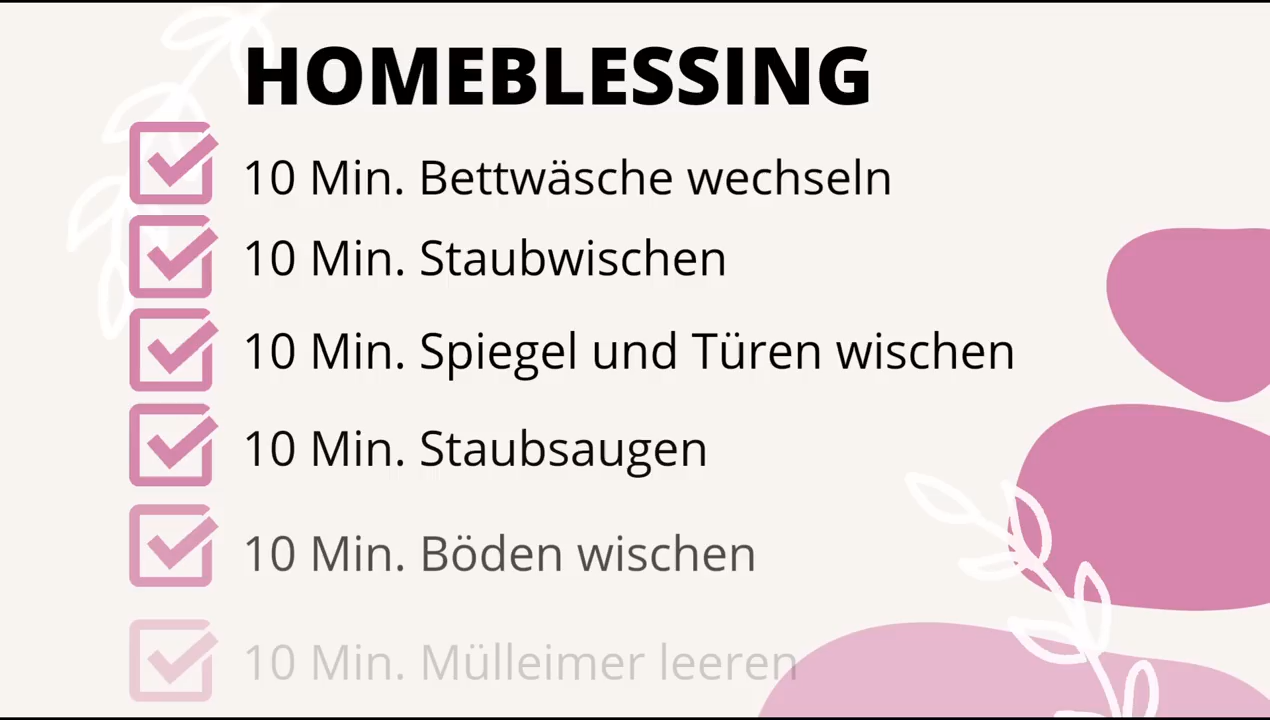 HOMEBLESSING
10 Min. Bettwäsche wechseln
10 Min. Staubwischen
10 Min. Spiegel und Türen wischen
10 Min. Staubsaugen
10 Min. Böden wischen
10 Min. Mülleimer leeren